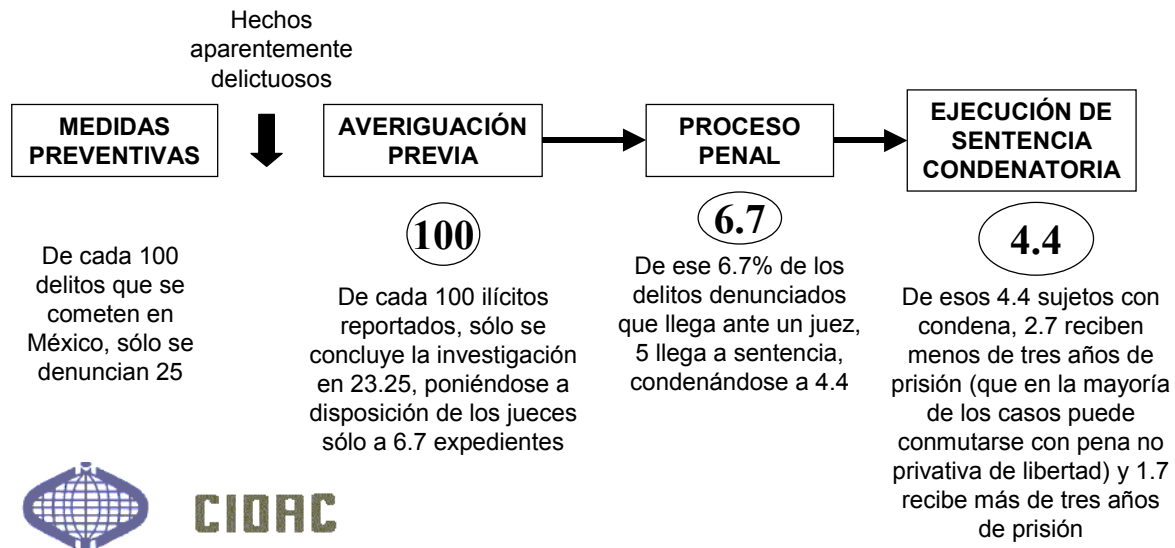 Hechos
aparentemente
delictuosos
MEDIDAS
PREVENTIVAS
De cada 100
delitos que se
cometen en
México, sólo se
denuncian 25
AVERIGUACIÓN
PREVIA
100
De cada 100 ilícitos
reportados, sólo se
concluye la investigación
en 23.25, poniéndose a
disposición de los jueces
sólo a 6.7 expedientes
PROCESO
PENAL
6.7
De ese 6.7% de los
delitos denunciados
que llega ante un juez,
5 llega a sentencia,
condenándose a 4.4
EJECUCIÓN DE
SENTENCIA
CONDENATORIA
4.4
De esos 4.4 sujetos con
condena, 2.7 reciben
menos de tres años de
prisión (que en la mayoría
de los casos puede
conmutarse con pena no
privativa de libertad) y 1.7
recibe más de tres años
de prisión
CIDAC